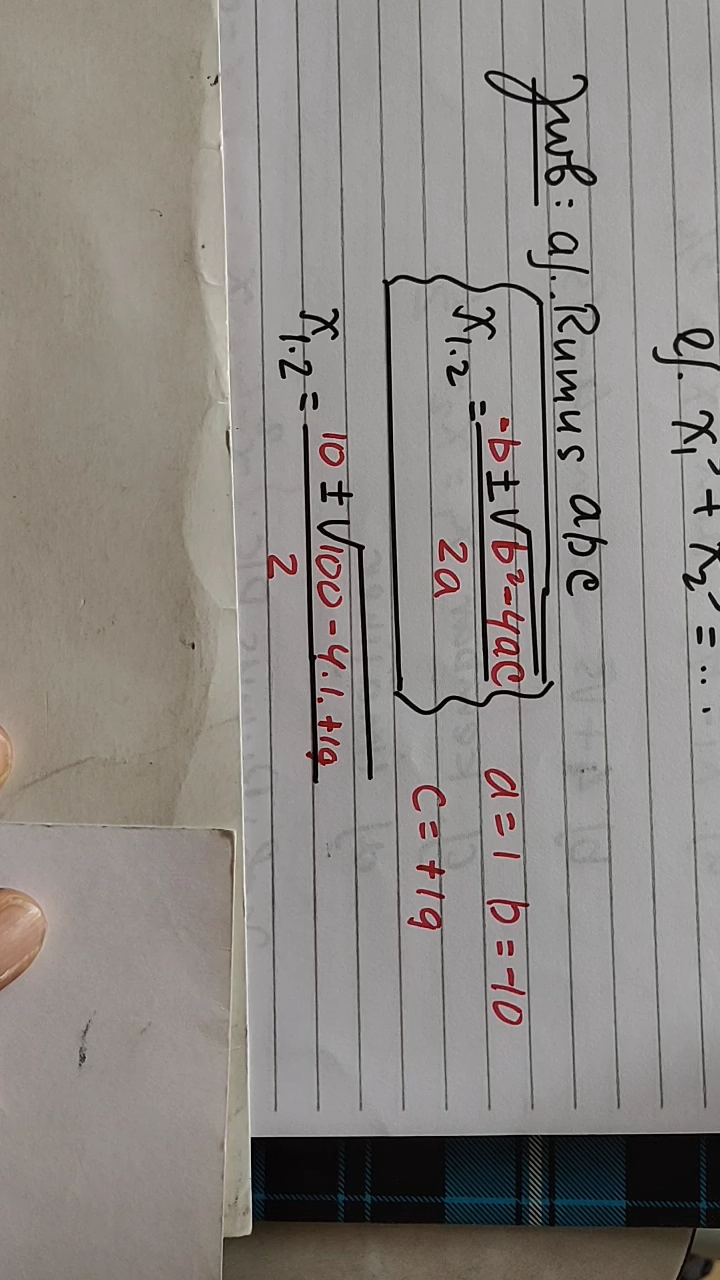 e). x₁² + x₂² = ...
Jwb : a). Rumus abc
x₁.₂ = -b ± √b² - 4ac / 2a a = 1 b = -10
c = +19
x₁.₂ = 10 ± √100 - 4.1.+19 / 2